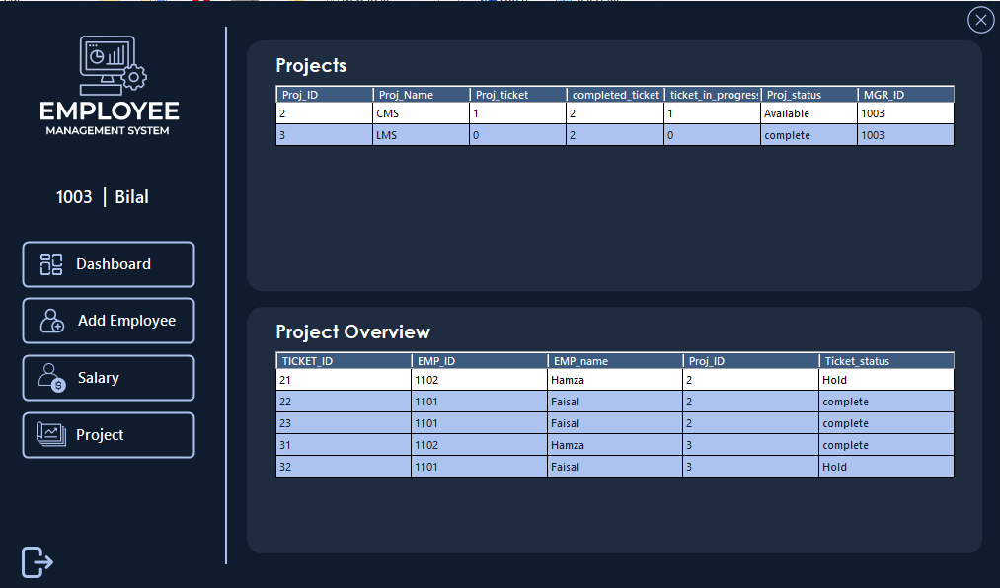 EMPLOYEE
MANAGEMENT SYSTEM
1003 | Bilal
Dashboard
Add Employee
Salary
$
Project
Projects
Proj_ID Proj_Name Proj_ticket completed_ticket ticket_in_progress Proj_status MGR_ID
2 CMS 1 2 1 Available 1003
3 LMS 0 2 0 complete 1003
Project Overview
TICKET_ID EMP_ID EMP_name Proj_ID Ticket_status
21 1102 Hamza 2 Hold
22 1101 Faisal 2 complete
23 1101 Faisal 2 complete
31 1102 Hamza 3 complete
32 1101 Faisal 3 Hold